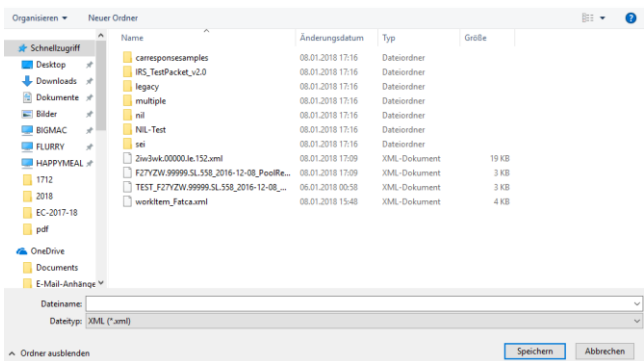 Organisieren Neuer Ordner
Name Änderungsdatum Typ Größe
Schnellzugriff
Desktop
Downloads
Dokumente
Bilder
BIGMAC
FLURRY
HAPPYMEAL
1712
2018
EC-2017-18
pdf
OneDrive
Documents
E-Mail-Anhänge
carresponsesamples 08.01.2018 17:16 Dateiordner
IRS_TestPacket_v2.0 08.01.2018 17:16 Dateiordner
legacy 08.01.2018 17:16 Dateiordner
multiple 08.01.2018 17:16 Dateiordner
nil 08.01.2018 17:16 Dateiordner
NIL-Test 08.01.2018 17:16 Dateiordner
sei 08.01.2018 17:16 Dateiordner
2iw3wk.00000.le.152.xml 08.01.2018 17:09 XML-Dokument 19 KB
F27YZW.99999.SL.558_2016-12-08_PoolRe... 08.01.2018 17:09 XML-Dokument 3 KB
TEST_F27YZW.99999.SL.558_2016-12-08_... 06.01.2018 00:58 XML-Dokument 3 KB
workItem_Fatca.xml 08.01.2018 15:48 XML-Dokument 4 KB
Dateiname:
Dateityp: XML (*.xml)
Ordner ausblenden Speichern Abbrechen